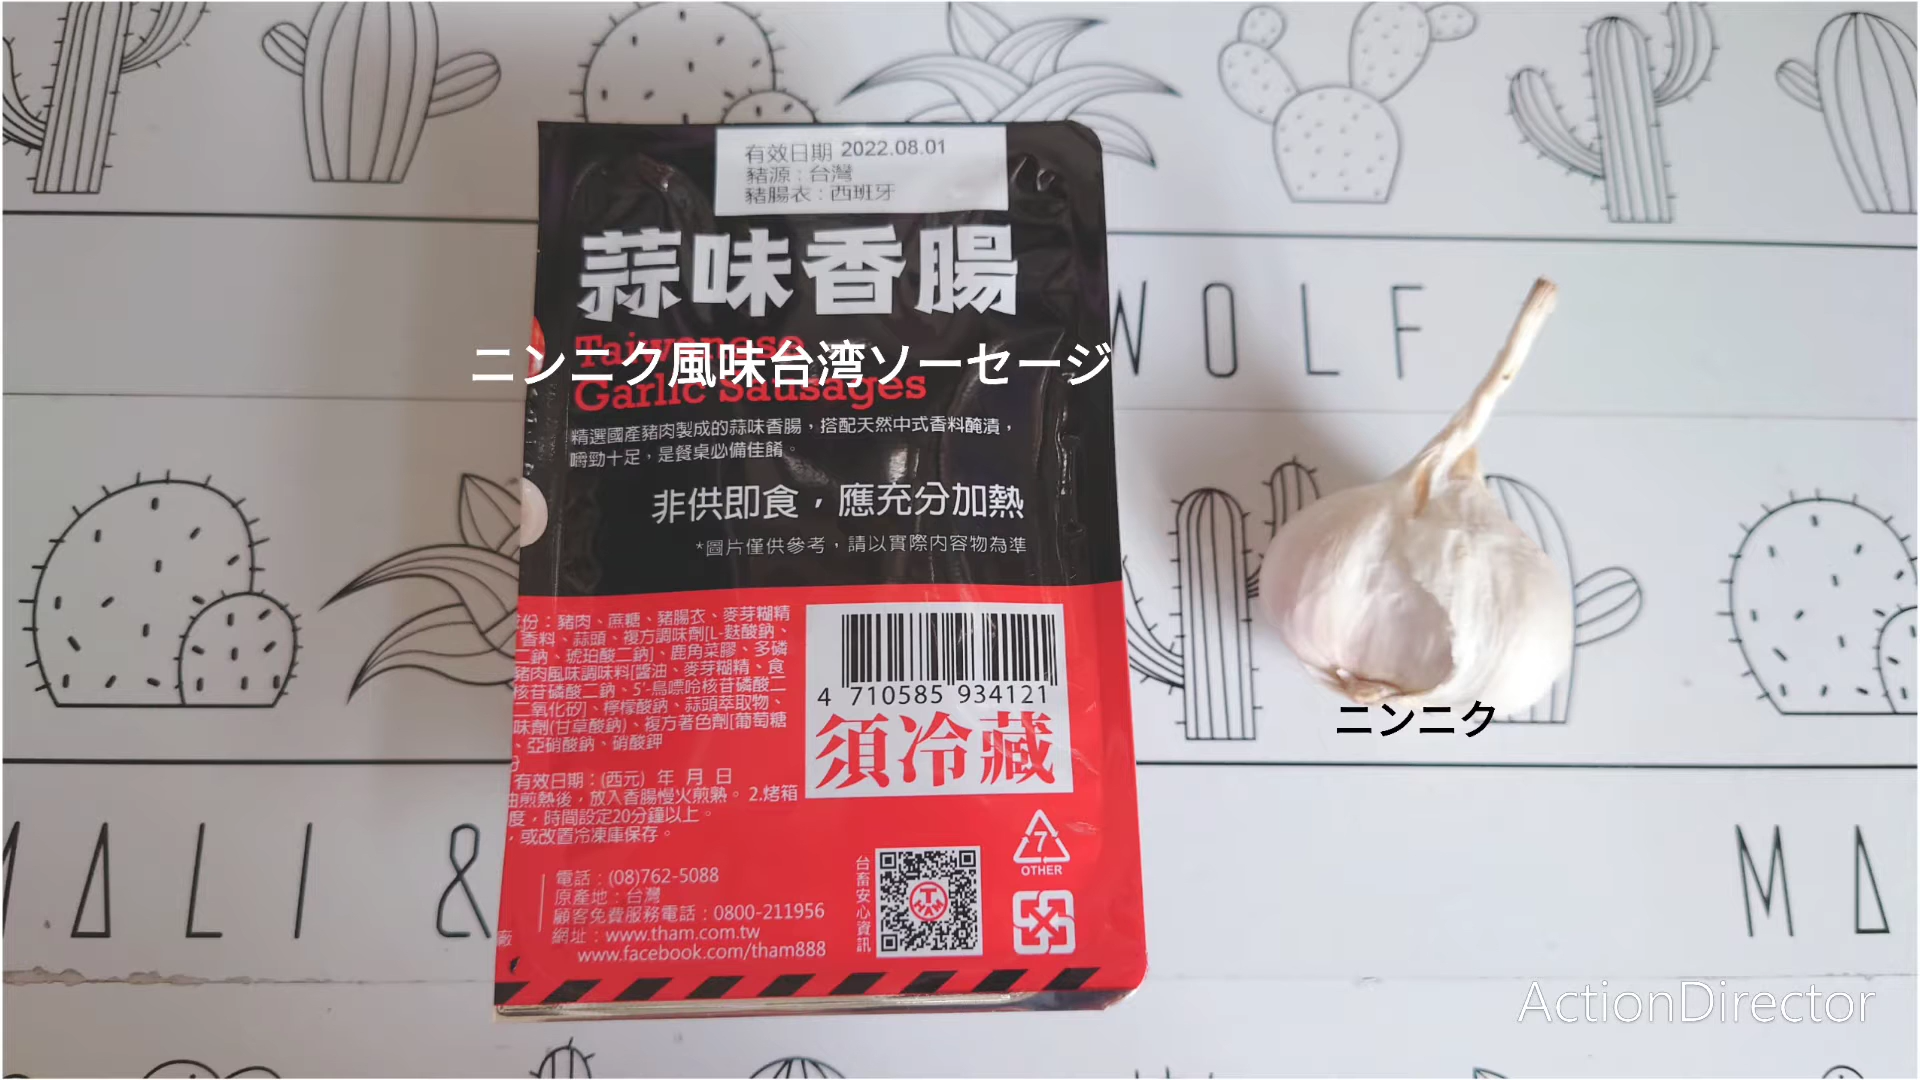 有效日期 2022.08.01
豬源：台灣
豬腸衣：西班牙
蒜味香腸
Taiwanese
ニンニク風味台湾ソーセージ
Garlic Sausages
精選國產豬肉製成的蒜味香腸，搭配天然中式香料醃漬，
嚼勁十足，是餐桌必備佳餚。
非供即食，應充分加熱
*圖片僅供參考，請以實際內容物為準
份：豬肉、蔗糖、豬腸衣、麥芽糊精
香料、蒜頭、複方調味劑[L-麩酸鈉、
二鈉、琥珀酸二鈉]、鹿角菜膠、多磷
豬肉風味調味料[醬油、麥芽糊精、食
核苷磷酸二鈉、5'-鳥嘌呤核苷磷酸二
二氧化矽]、檸檬酸鈉、蒜頭萃取物、
味劑(甘草酸鈉)、複方著色劑[葡萄糖
、亞硝酸鈉、硝酸鉀
有效日期：(西元) 年 月 日
油煎熱後，放入香腸慢火煎熟。 2.烤箱
度，時間設定20分鐘以上。
，或改置冷凍庫保存。
4 710585 934121
須冷藏
7
OTHER
電話：(08)762-5088
原產地：台灣
顧客免費服務電話：0800-211956
網址：www.tham.com.tw
www.facebook.com/tham888
廠
台畜安心資訊
THAM
WOLF
ニンニク
MALI &
MA
ActionDirector